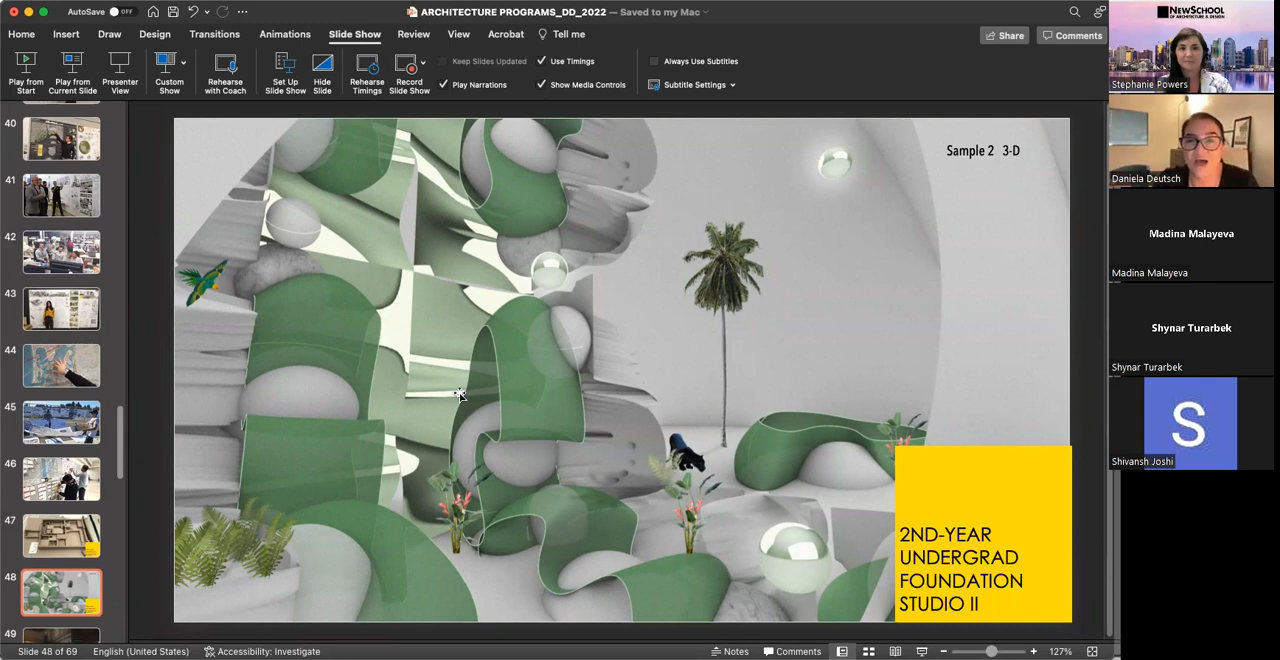 AutoSave OFF
ARCHITECTURE PROGRAMS_DD_2022 — Saved to my Mac
Home Insert Draw Design Transitions Animations Slide Show Review View Acrobat Tell me
Share Comments
Play from Start
Play from Current Slide
Presenter View
Custom Show
Rehearse with Coach
Set Up Slide Show
Hide Slide
Rehearse Timings
Record Slide Show
Keep Slides Updated
Play Narrations
Use Timings
Show Media Controls
Always Use Subtitles
Subtitle Settings
40
41
42
43
44
45
46
47
48
49
Sample 2 3-D
2ND-YEAR
UNDERGRAD
FOUNDATION
STUDIO II
NEWSCHOOL
OF ARCHITECTURE & DESIGN
Stephanie Powers
Daniela Deutsch
Madina Malayeva
Madina Malayeva
Shynar Turarbek
Shynar Turarbek
S
Shivansh Joshi
Slide 48 of 69 English (United States) Accessibility: Investigate
Notes Comments 127%